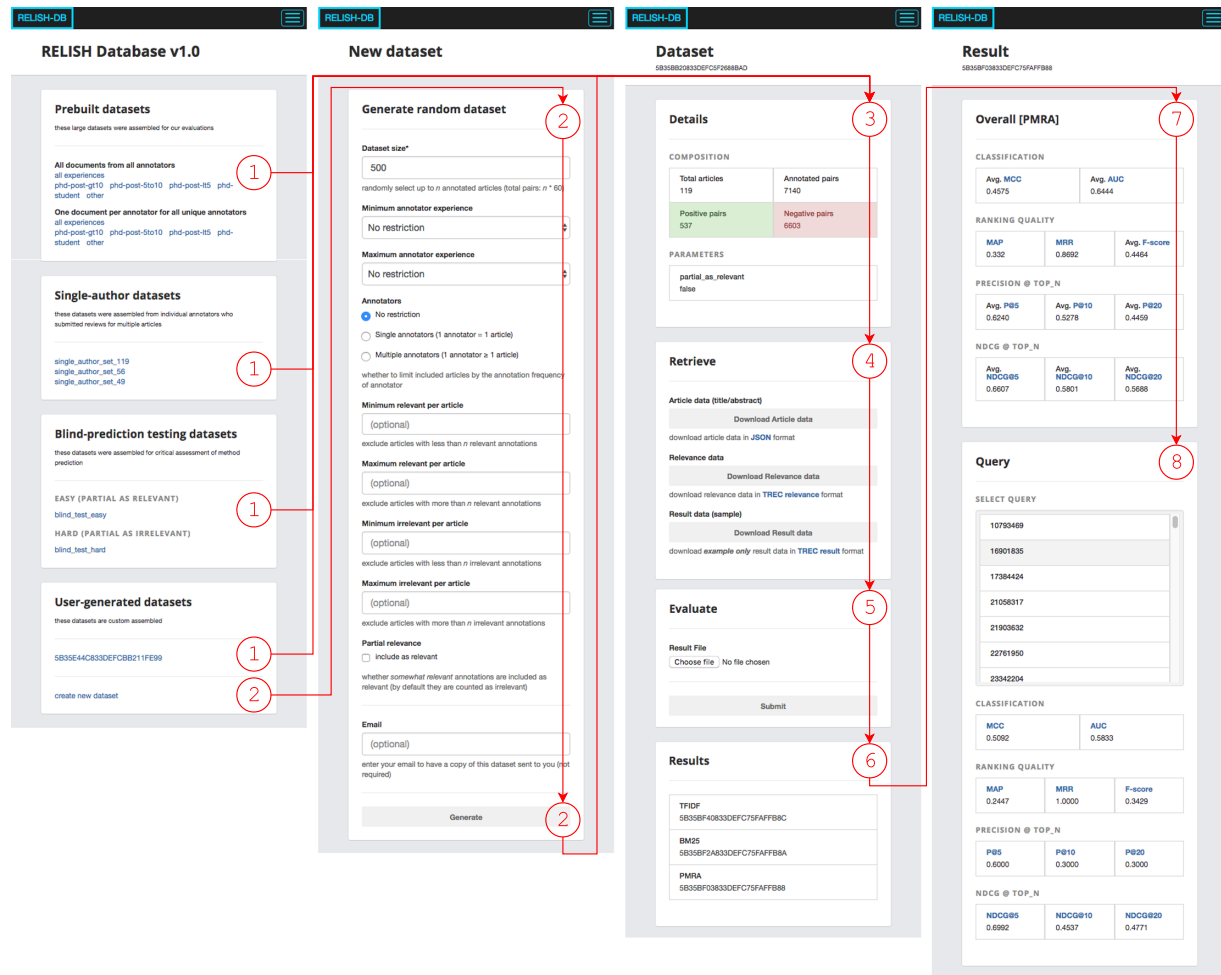 RELISH-DB
RELISH Database v1.0
Prebuilt datasets
these large datasets were assembled for our evaluations
All documents from all annotators
all experiences
phd-post-gt10 phd-post-5to10 phd-post-lt5 phd-
student other
One document per annotator for all unique annotators
all experiences
phd-post-gt10 phd-post-5to10 phd-post-lt5 phd-
student other
1
Single-author datasets
these datasets were assembled from individual annotators who
submitted reviews for multiple articles
single_author_set_119
single_author_set_56
single_author_set_49
1
Blind-prediction testing datasets
these datasets were assembled for critical assessment of method
prediction
EASY (PARTIAL AS RELEVANT)
blind_test_easy
HARD (PARTIAL AS IRRELEVANT)
blind_test_hard
1
User-generated datasets
these datasets are custom assembled
5B35E44C833DEFCBB211FE99
1
create new dataset
2
RELISH-DB
New dataset
Generate random dataset
2
Dataset size*
500
randomly select up to n annotated articles (total pairs: n * 60)
Minimum annotator experience
No restriction
Maximum annotator experience
No restriction
Annotators
No restriction
Single annotators (1 annotator = 1 article)
Multiple annotators (1 annotator ≥ 1 article)
whether to limit included articles by the annotation frequency
of annotator
Minimum relevant per article
(optional)
exclude articles with less than n relevant annotations
Maximum relevant per article
(optional)
exclude articles with more than n relevant annotations
Minimum irrelevant per article
(optional)
exclude articles with less than n irrelevant annotations
Maximum irrelevant per article
(optional)
exclude articles with more than n irrelevant annotations
Partial relevance
include as relevant
whether somewhat relevant annotations are included as
relevant (by default they are counted as irrelevant)
Email
(optional)
enter your email to have a copy of this dataset sent to you (not
required)
Generate
2
RELISH-DB
Dataset
5B35BB20833DEFC5F2688BAD
Details
3
COMPOSITION
Total articles Annotated pairs
119 7140
Positive pairs Negative pairs
537 6603
PARAMETERS
partial_as_relevant
false
Retrieve
4
Article data (title/abstract)
Download Article data
download article data in JSON format
Relevance data
Download Relevance data
download relevance data in TREC relevance format
Result data (sample)
Download Result data
download example only result data in TREC result format
Evaluate
5
Result File
Choose file No file chosen
Submit
Results
6
TFIDF
5B35BF40833DEFC75FAFFB8C
BM25
5B35BF2A833DEFC75FAFFB8A
PMRA
5B35BF03833DEFC75FAFFB88
RELISH-DB
Result
5B35BF03833DEFC75FAFFB88
Overall [PMRA]
7
CLASSIFICATION
Avg. MCC Avg. AUC
0.4575 0.6444
RANKING QUALITY
MAP MRR Avg. F-score
0.332 0.8692 0.4464
PRECISION @ TOP_N
Avg. P@5 Avg. P@10 Avg. P@20
0.6240 0.5278 0.4459
NDCG @ TOP_N
Avg. Avg. Avg.
NDCG@5 NDCG@10 NDCG@20
0.6607 0.5801 0.5688
Query
8
SELECT QUERY
10793469
16901835
17384424
21058317
21903632
22761950
23342204
CLASSIFICATION
MCC AUC
0.5092 0.5833
RANKING QUALITY
MAP MRR F-score
0.2447 1.0000 0.3429
PRECISION @ TOP_N
P@5 P@10 P@20
0.6000 0.3000 0.3000
NDCG @ TOP_N
NDCG@5 NDCG@10 NDCG@20
0.6992 0.4537 0.4771